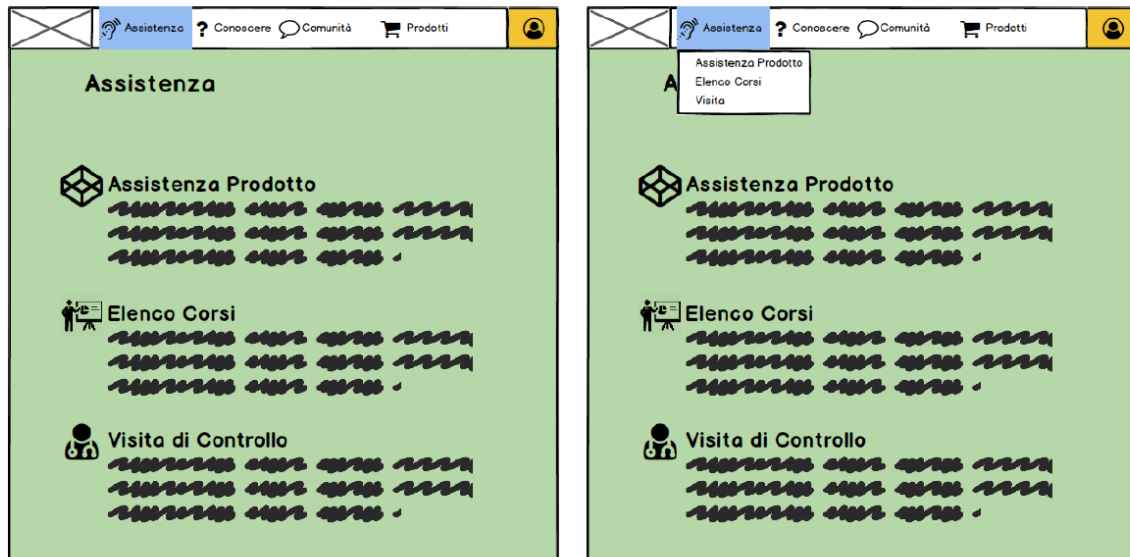 Assistenza ? Conoscere Comunità Prodotti
Assistenza
Assistenza Prodotto
Elenco Corsi
Visita di Controllo
Assistenza ? Conoscere Comunità Prodotti
Assistenza Prodotto
Elenco Corsi
Visita
A
Assistenza Prodotto
Elenco Corsi
Visita di Controllo